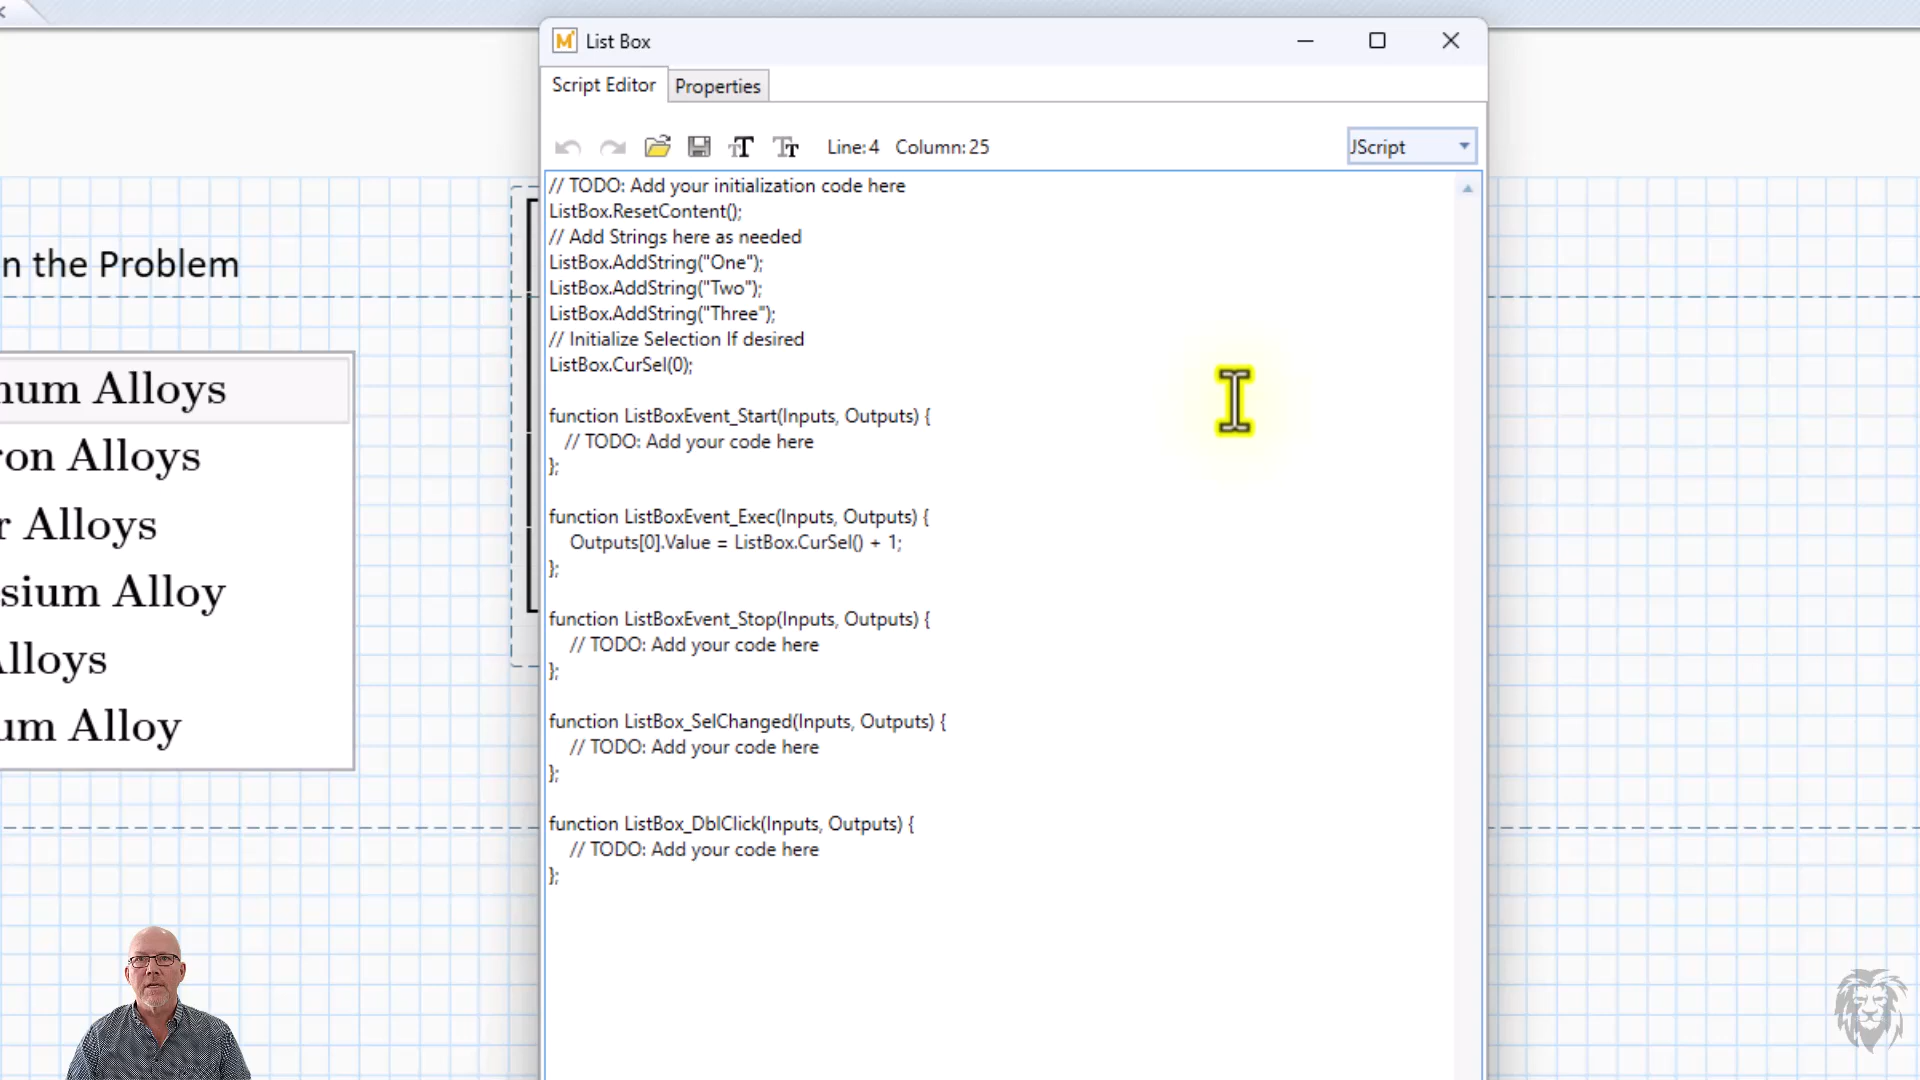 List Box
Script Editor
Properties
Line: 4 Column: 25
JScript
// TODO: Add your initialization code here
ListBox.ResetContent();
// Add Strings here as needed
ListBox.AddString("One");
ListBox.AddString("Two");
ListBox.AddString("Three");
// Initialize Selection If desired
ListBox.CurSel(0);
function ListBoxEvent_Start(Inputs, Outputs) {
// TODO: Add your code here
};
function ListBoxEvent_Exec(Inputs, Outputs) {
Outputs[0].Value = ListBox.CurSel() + 1;
};
function ListBoxEvent_Stop(Inputs, Outputs) {
// TODO: Add your code here
};
function ListBox_SelChanged(Inputs, Outputs) {
// TODO: Add your code here
};
function ListBox_DblClick(Inputs, Outputs) {
// TODO: Add your code here
};
n the Problem
num Alloys
ron Alloys
r Alloys
sium Alloy
Alloys
um Alloy